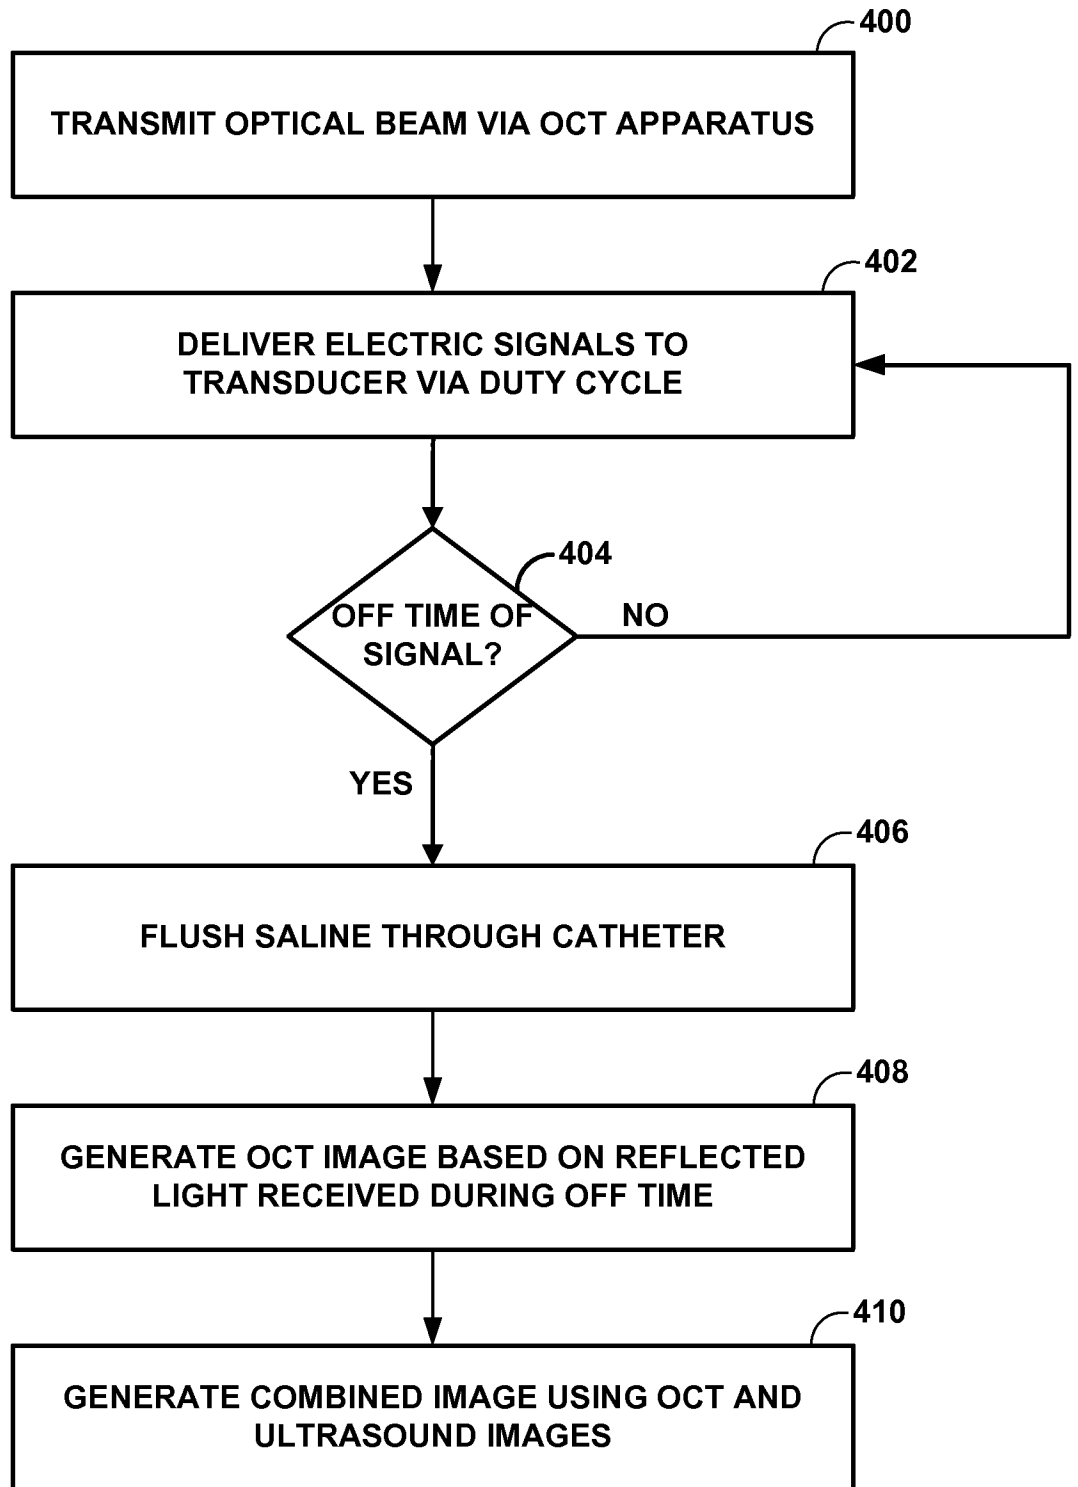 400
TRANSMIT OPTICAL BEAM VIA OCT APPARATUS
402
DELIVER ELECTRIC SIGNALS TO
TRANSDUCER VIA DUTY CYCLE
404
OFF TIME OF
SIGNAL?
NO
YES
406
FLUSH SALINE THROUGH CATHETER
408
GENERATE OCT IMAGE BASED ON REFLECTED
LIGHT RECEIVED DURING OFF TIME
410
GENERATE COMBINED IMAGE USING OCT AND
ULTRASOUND IMAGES